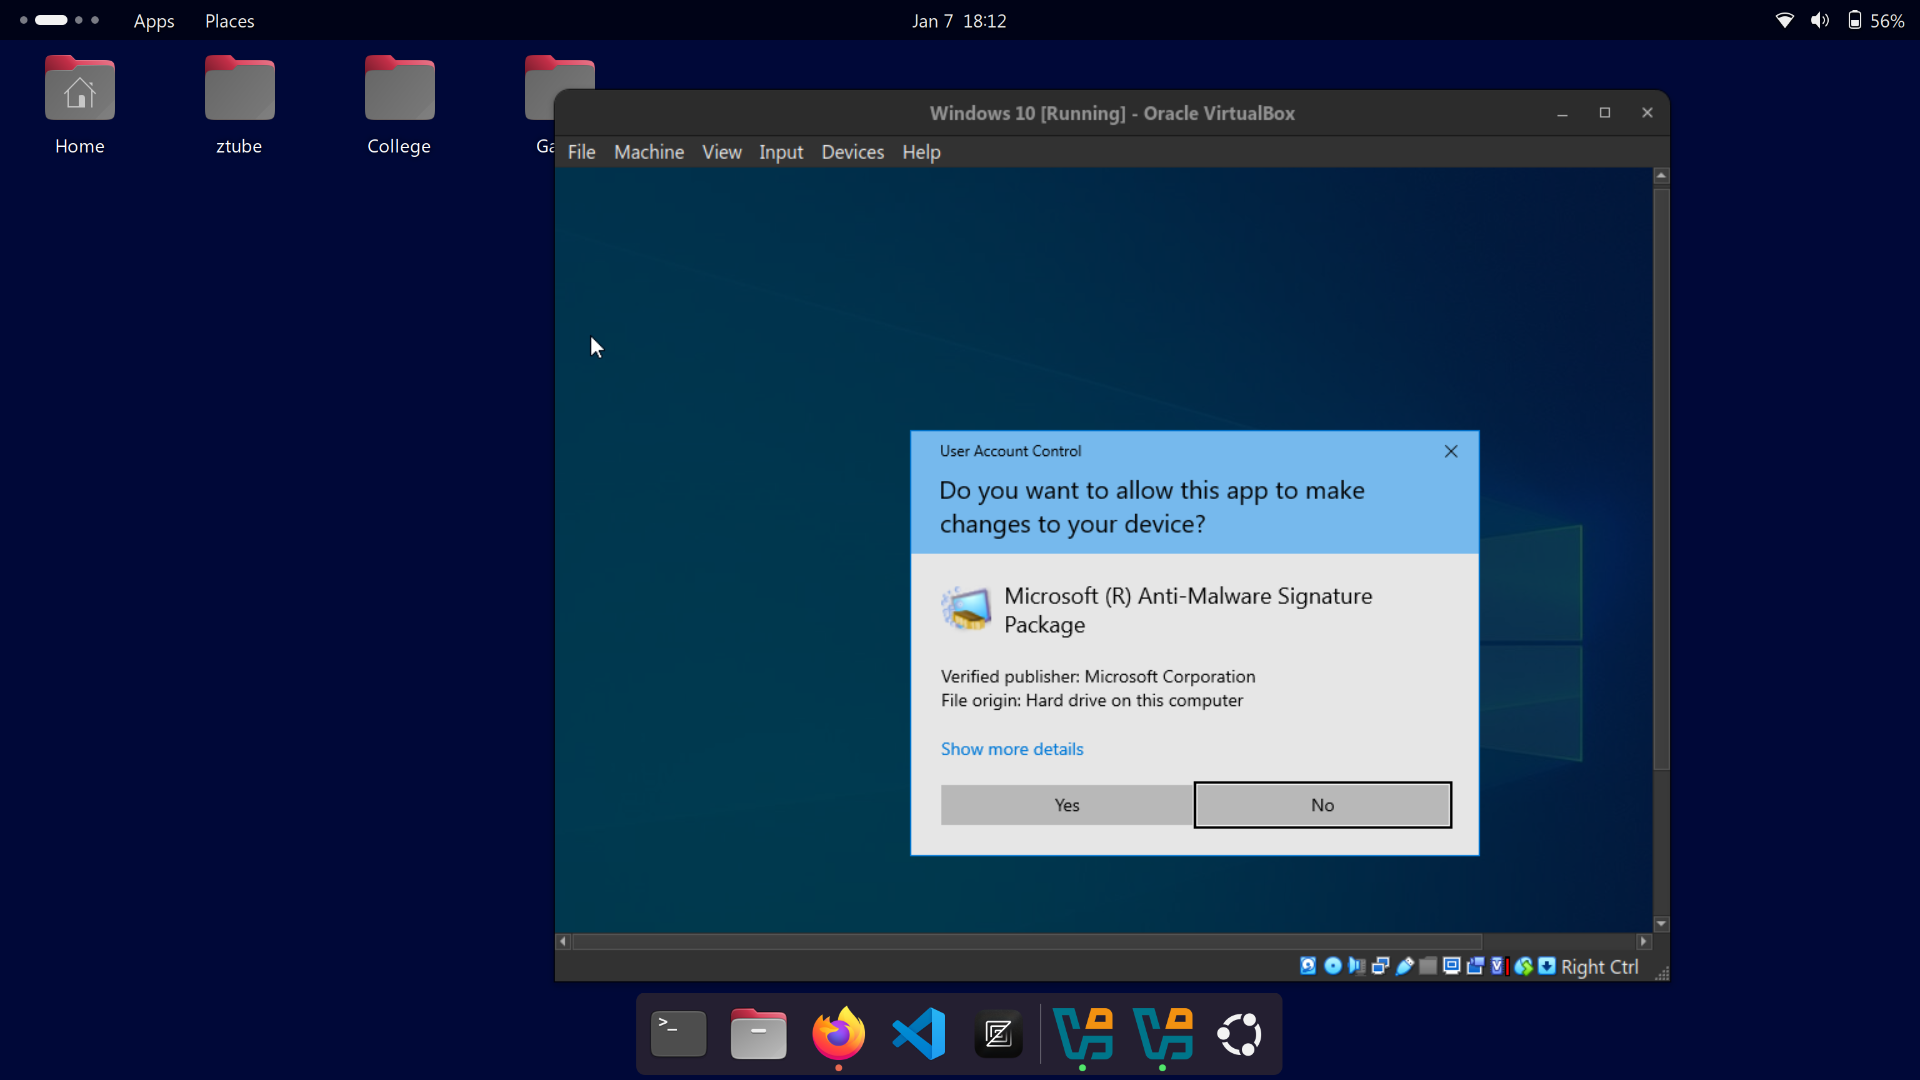 Apps Places Jan 7 18:12 56%
Home ztube College Ga
Windows 10 [Running] - Oracle VirtualBox
File Machine View Input Devices Help
User Account Control
Do you want to allow this app to make
changes to your device?
Microsoft (R) Anti-Malware Signature
Package
Verified publisher: Microsoft Corporation
File origin: Hard drive on this computer
Show more details
Yes No
Right Ctrl